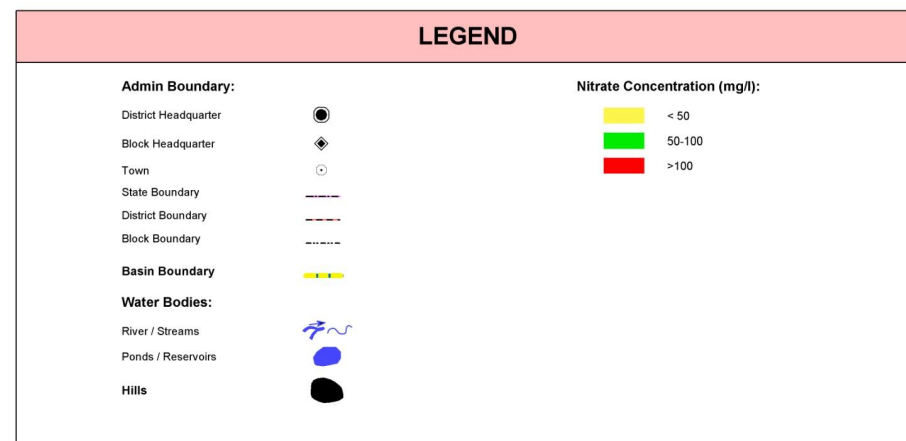 LEGEND
Admin Boundary:
District Headquarter
Block Headquarter
Town
State Boundary
District Boundary
Block Boundary
Basin Boundary
Water Bodies:
River / Streams
Ponds / Reservoirs
Hills
Nitrate Concentration (mg/l):
< 50
50-100
>100